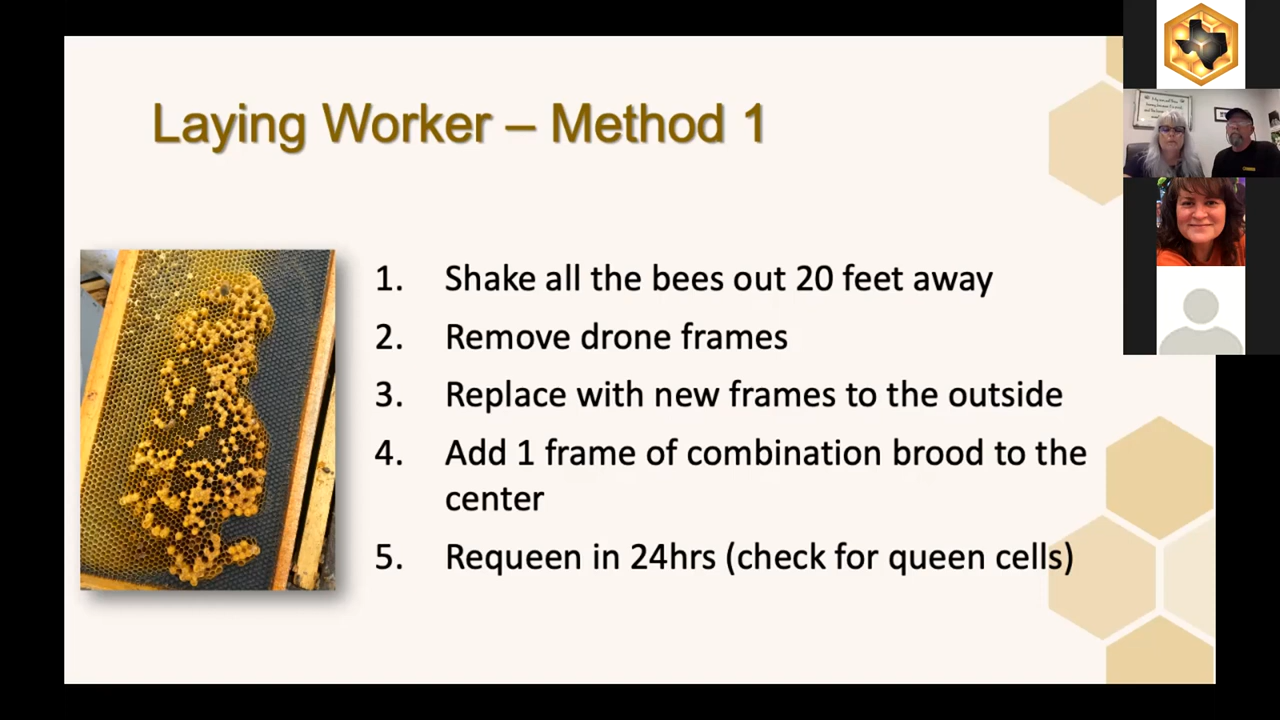 Laying Worker – Method 1
1. Shake all the bees out 20 feet away
2. Remove drone frames
3. Replace with new frames to the outside
4. Add 1 frame of combination brood to the
center
5. Requeen in 24hrs (check for queen cells)